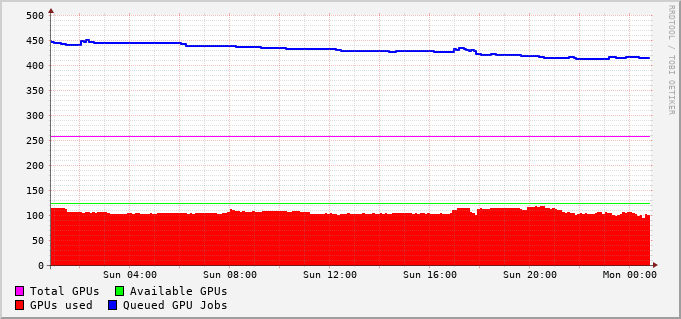 500
450
400
350
300
250
200
150
100
50
0
Sun 04:00 Sun 08:00 Sun 12:00 Sun 16:00 Sun 20:00 Mon 00:00
Total GPUs Available GPUs
GPUs used Queued GPU Jobs
RRDTOOL / TOBI OETIKER